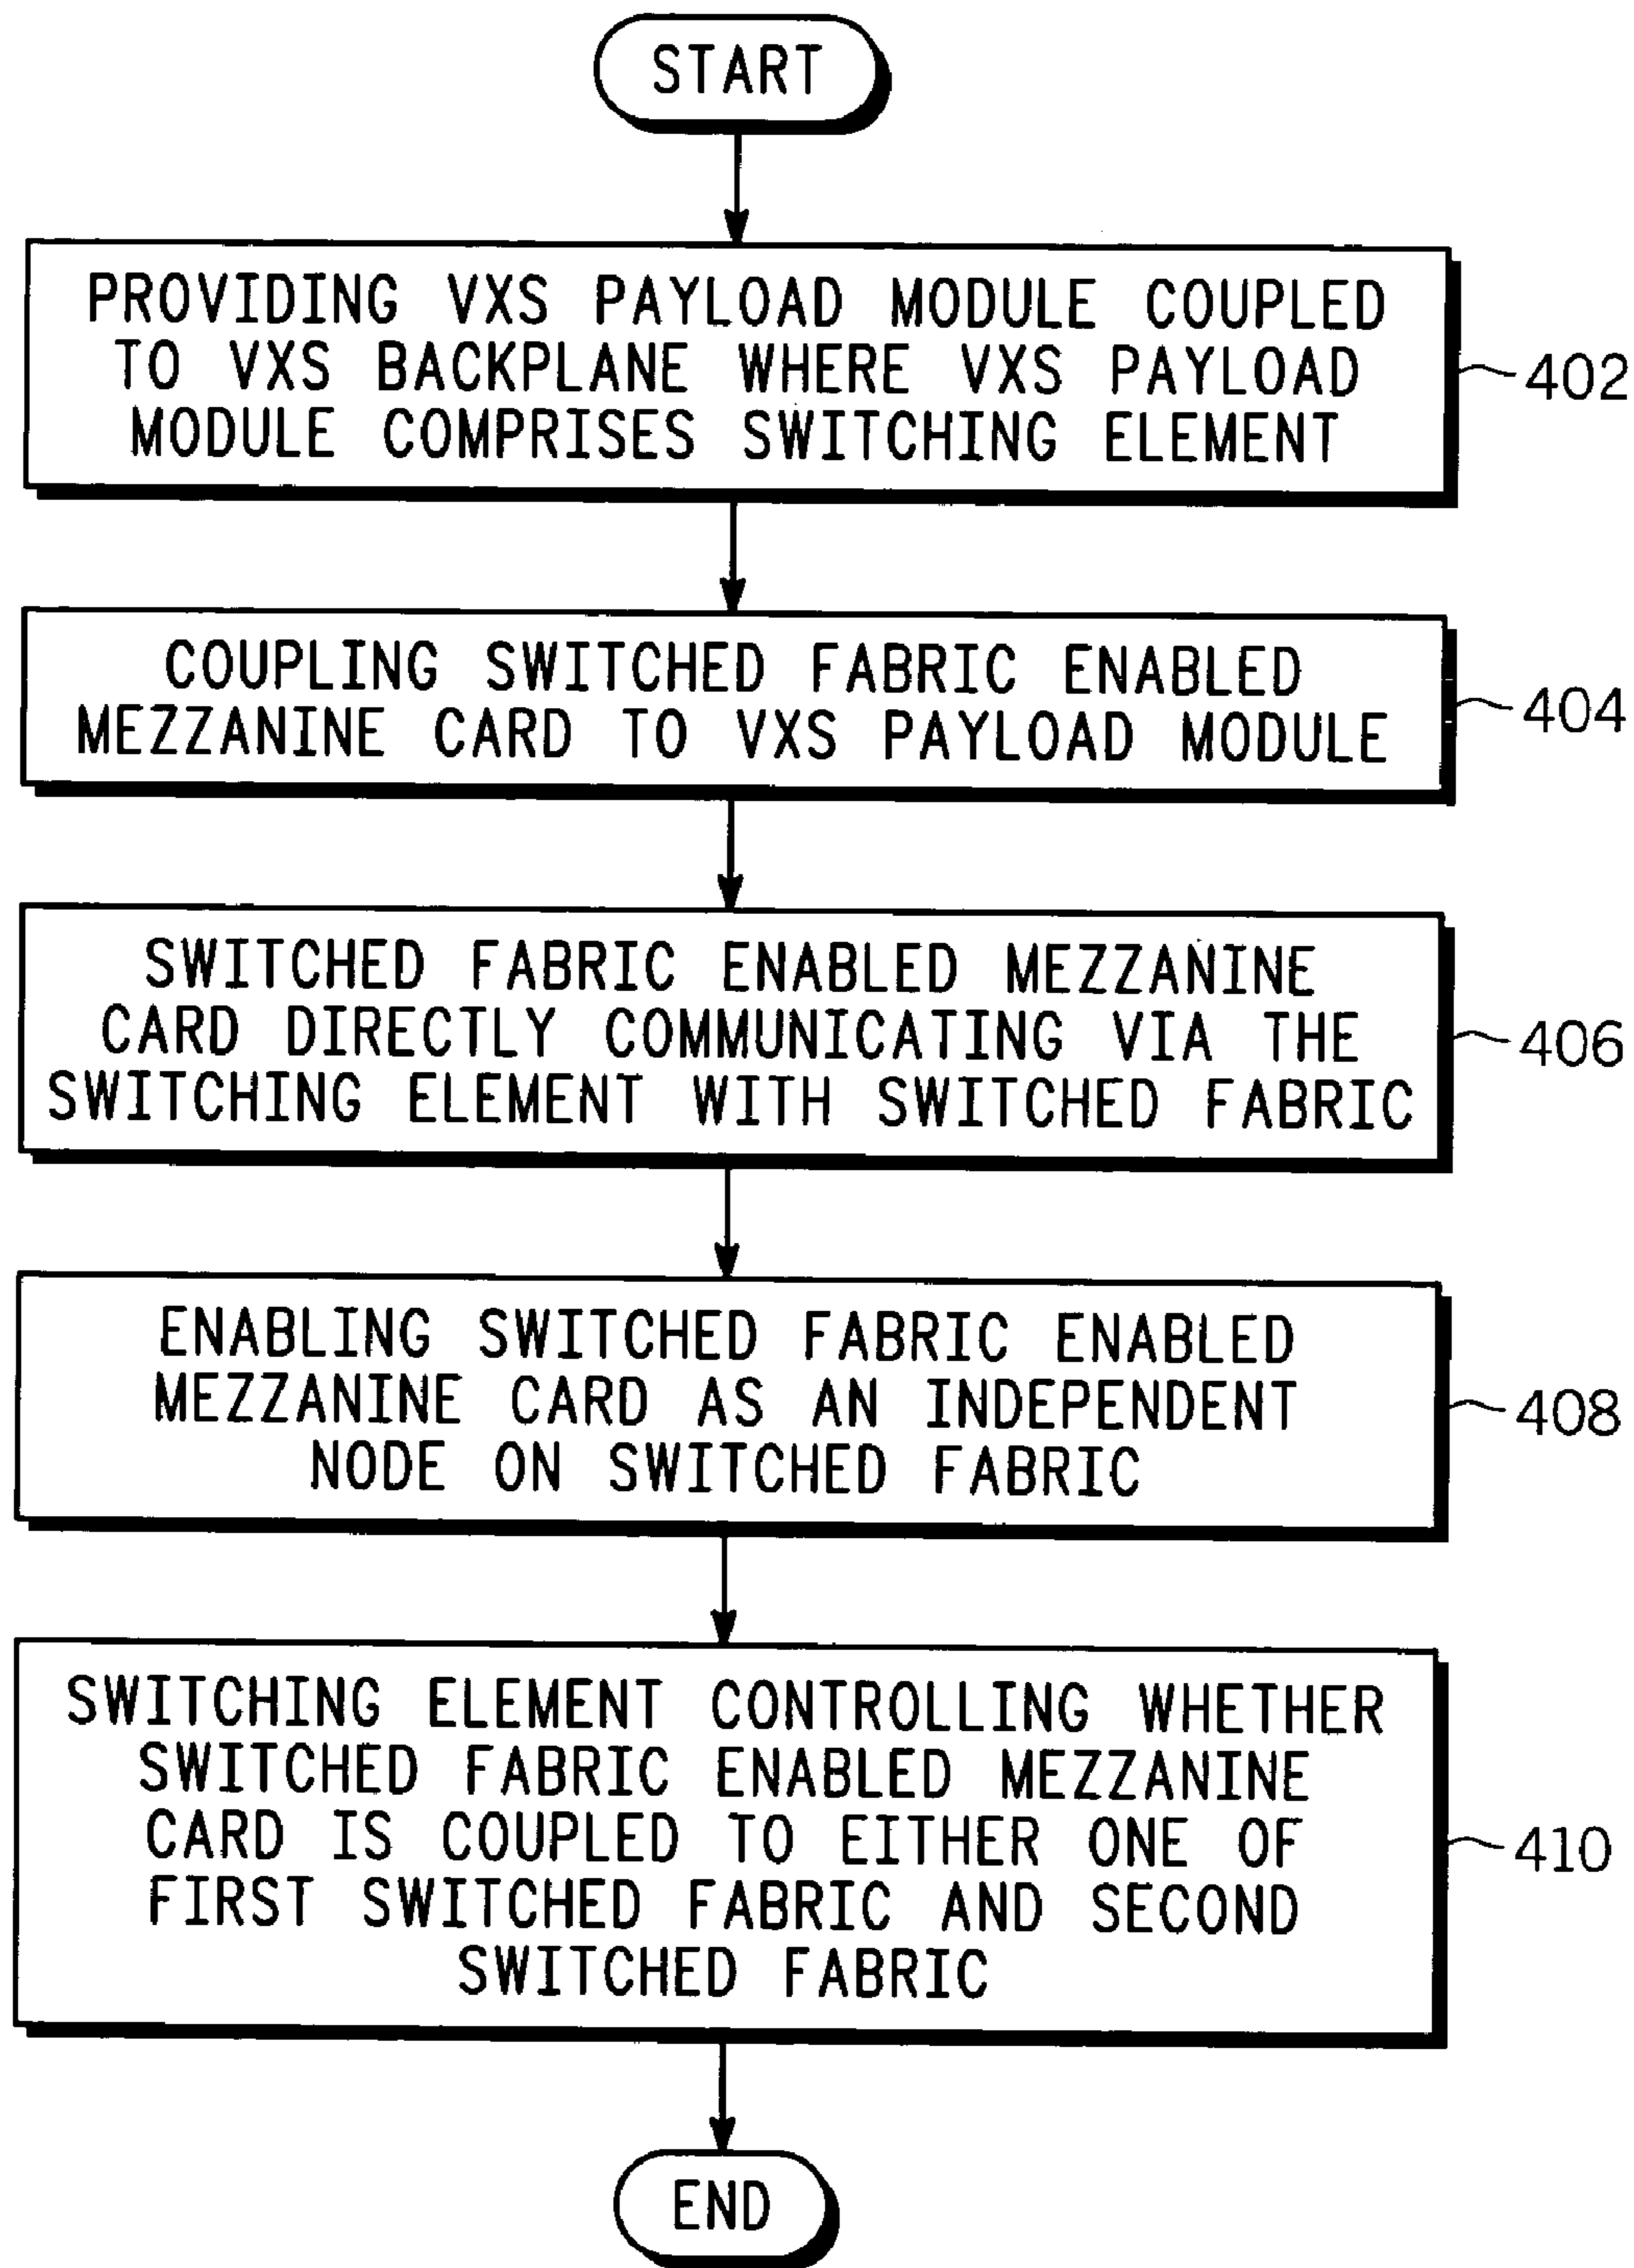 START
PROVIDING VXS PAYLOAD MODULE COUPLED
TO VXS BACKPLANE WHERE VXS PAYLOAD
MODULE COMPRISES SWITCHING ELEMENT
402
COUPLING SWITCHED FABRIC ENABLED
MEZZANINE CARD TO VXS PAYLOAD MODULE
404
SWITCHED FABRIC ENABLED MEZZANINE
CARD DIRECTLY COMMUNICATING VIA THE
SWITCHING ELEMENT WITH SWITCHED FABRIC
406
ENABLING SWITCHED FABRIC ENABLED
MEZZANINE CARD AS AN INDEPENDENT
NODE ON SWITCHED FABRIC
408
SWITCHING ELEMENT CONTROLLING WHETHER
SWITCHED FABRIC ENABLED MEZZANINE
CARD IS COUPLED TO EITHER ONE OF
FIRST SWITCHED FABRIC AND SECOND
SWITCHED FABRIC
410
END